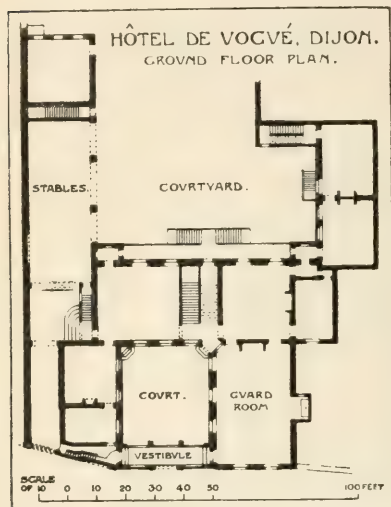 HÔTEL DE VOGVÉ, DIJON.
GROVND FLOOR PLAN.
STABLES.
COVRTYARD.
COVRT.
GVARD
ROOM
VESTIBVLE
SCALE
OF 10 0 10 20 30 40 50 100 FEET